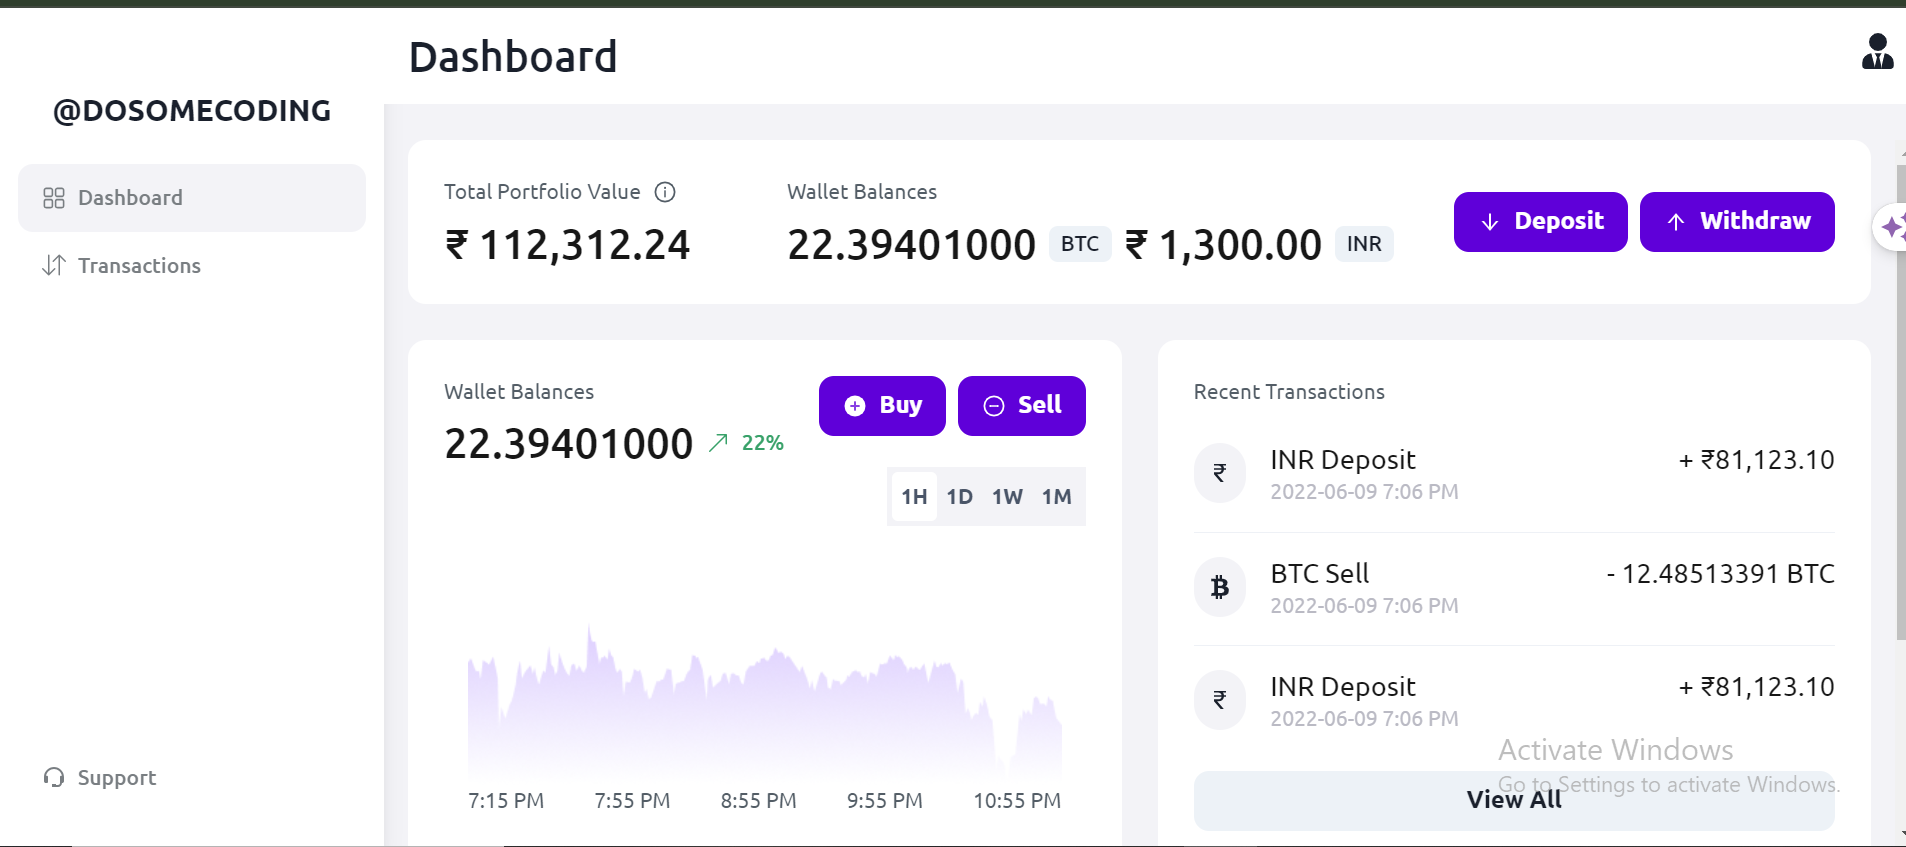 Dashboard
@DOSOMECODING
Dashboard
Transactions
Support
Total Portfolio Value
₹ 112,312.24
Wallet Balances
22.39401000 BTC ₹ 1,300.00 INR
Deposit
Withdraw
Wallet Balances
22.39401000 22%
Buy
Sell
1H 1D 1W 1M
7:15 PM 7:55 PM 8:55 PM 9:55 PM 10:55 PM
Recent Transactions
₹ INR Deposit + ₹81,123.10
2022-06-09 7:06 PM
BTC Sell - 12.48513391 BTC
2022-06-09 7:06 PM
₹ INR Deposit + ₹81,123.10
2022-06-09 7:06 PM
View All
Activate Windows
Go to Settings to activate Windows.